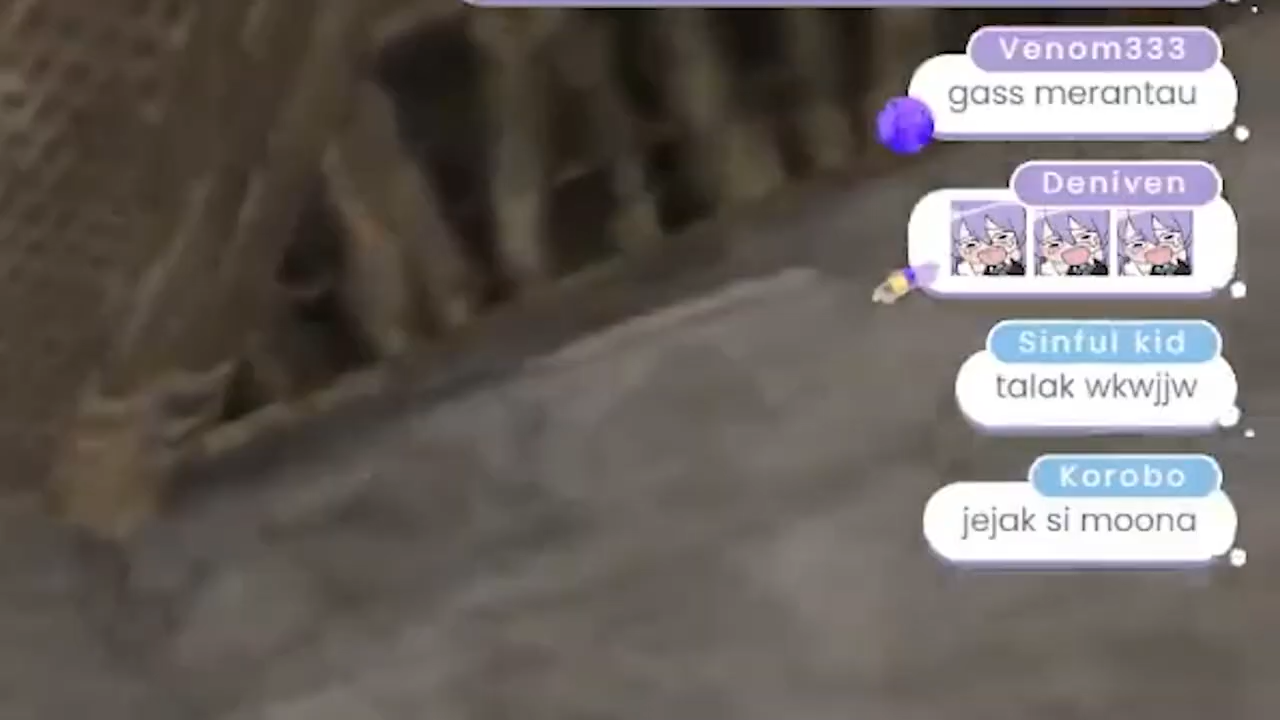 Venom333
gass merantau
Deniven
Sinful kid
talak wkwjjw
Korobo
jejak si moona